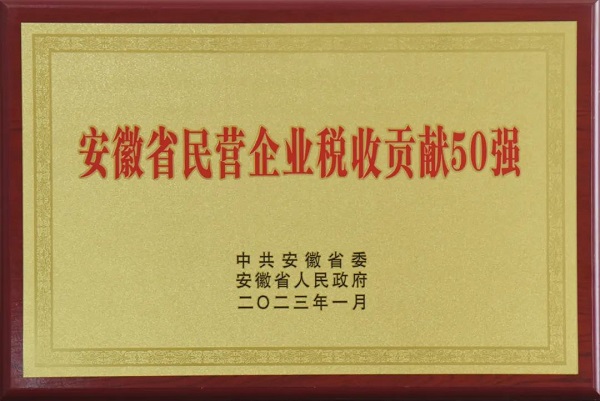 安徽省民营企业税收贡献50强
中共安徽省委
安徽省人民政府
二〇二三年一月